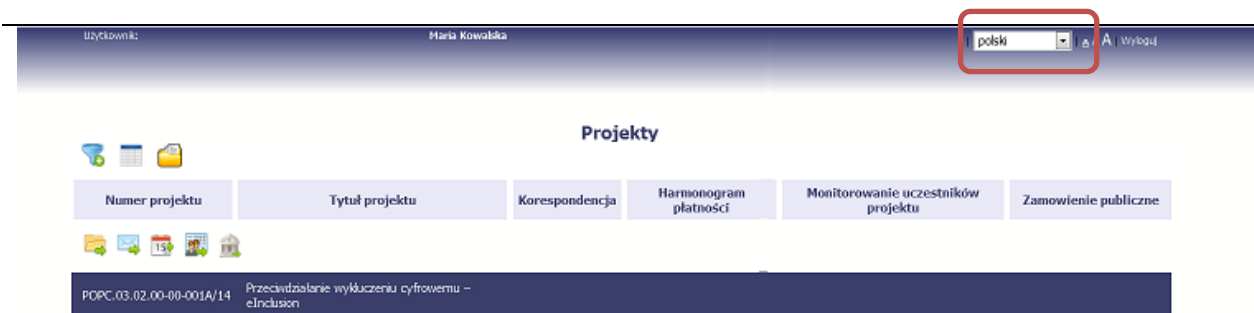 Użytkownik: Maria Kowalska | polski | A A A | Wyloguj
Projekty
Numer projektu Tytuł projektu Korespondencja Harmonogram płatności Monitorowanie uczestników projektu Zamowienie publiczne
15
POPC.03.02.00-00-001A/14 Przeciwdziałanie wykluczeniu cyfrowemu –
eInclusion